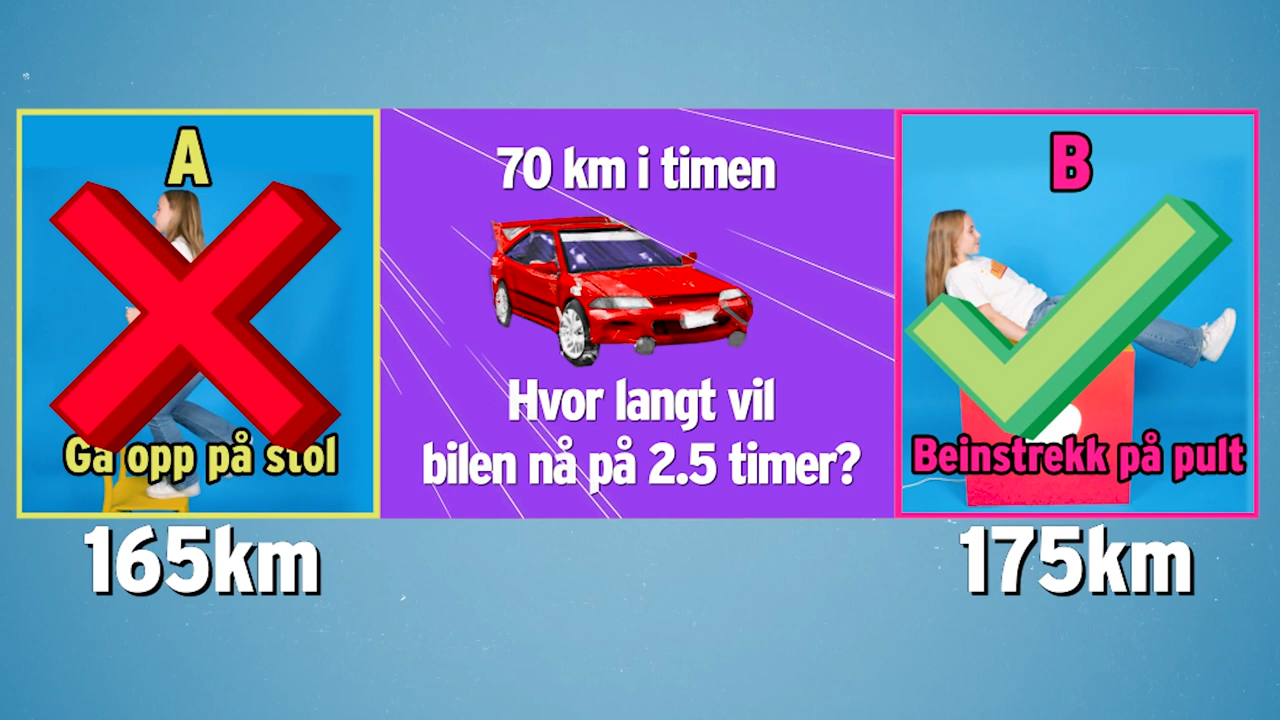 A
Gå opp på stol
165km
70 km i timen
Hvor langt vil
bilen nå på 2.5 timer?
B
Beinstrekk på pult
175km